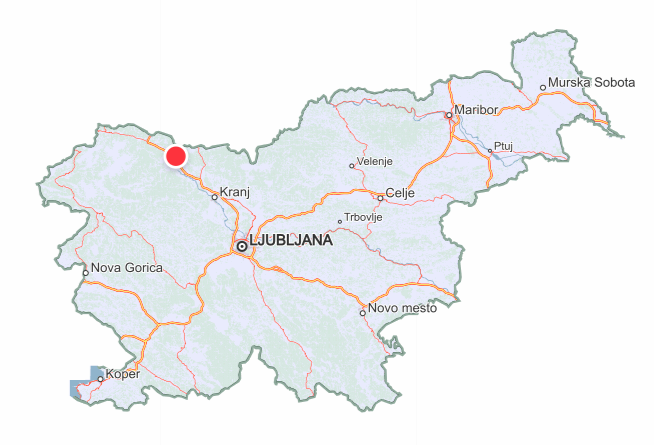 Murska Sobota
Maribor
Ptuj
Velenje
Kranj
Celje
Trbovlje
LJUBLJANA
Nova Gorica
Novo mesto
Koper